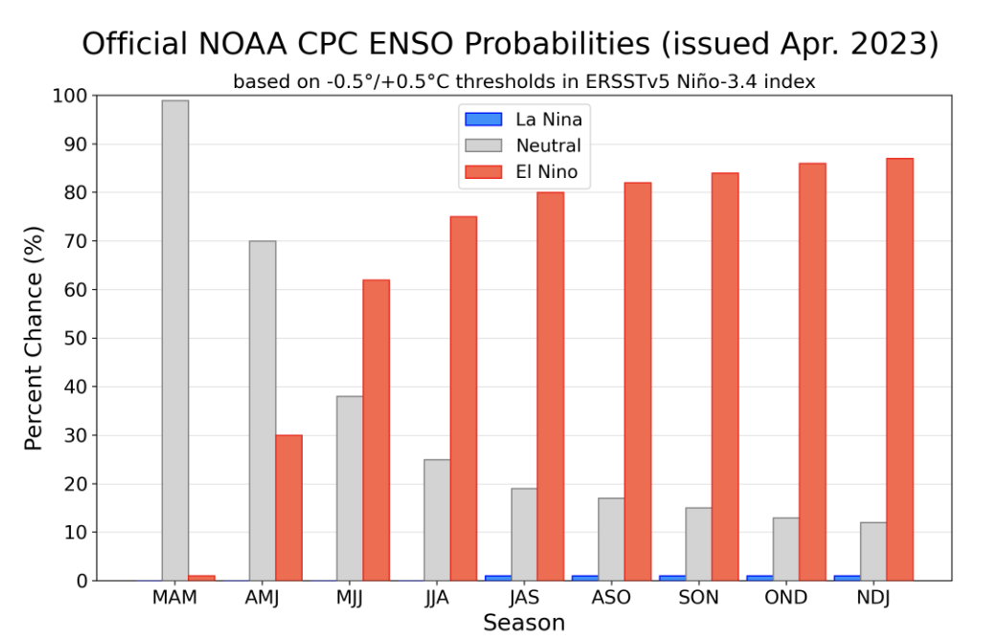 Official NOAA CPC ENSO Probabilities (issued Apr. 2023)
based on -0.5°/+0.5°C thresholds in ERSSTv5 Niño-3.4 index
La Nina
Neutral
El Nino
Percent Chance (%)
100
90
80
70
60
50
40
30
20
10
0
MAM AMJ MJJ JJA JAS ASO SON OND NDJ
Season